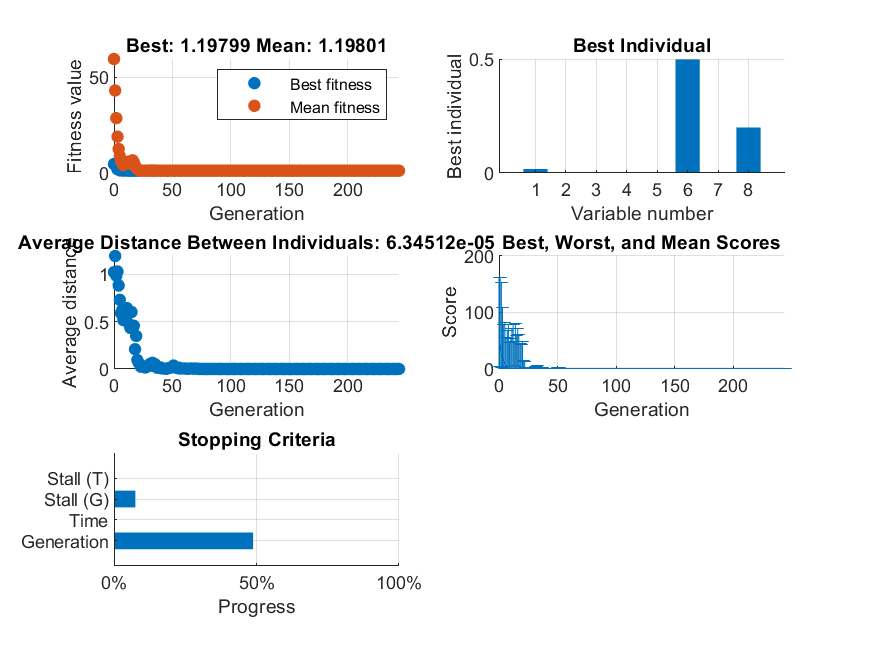 Best: 1.19799 Mean: 1.19801
Fitness value
50
0
Best fitness
Mean fitness
0 50 100 150 200
Generation
Best Individual
Best individual
0.5
0
1 2 3 4 5 6 7 8
Variable number
Average Distance Between Individuals: 6.34512e-05
Average distance
1
0.5
0
0 50 100 150 200
Generation
Best, Worst, and Mean Scores
Score
200
100
0
0 50 100 150 200
Generation
Stopping Criteria
Stall (T)
Stall (G)
Time
Generation
0% 50% 100%
Progress